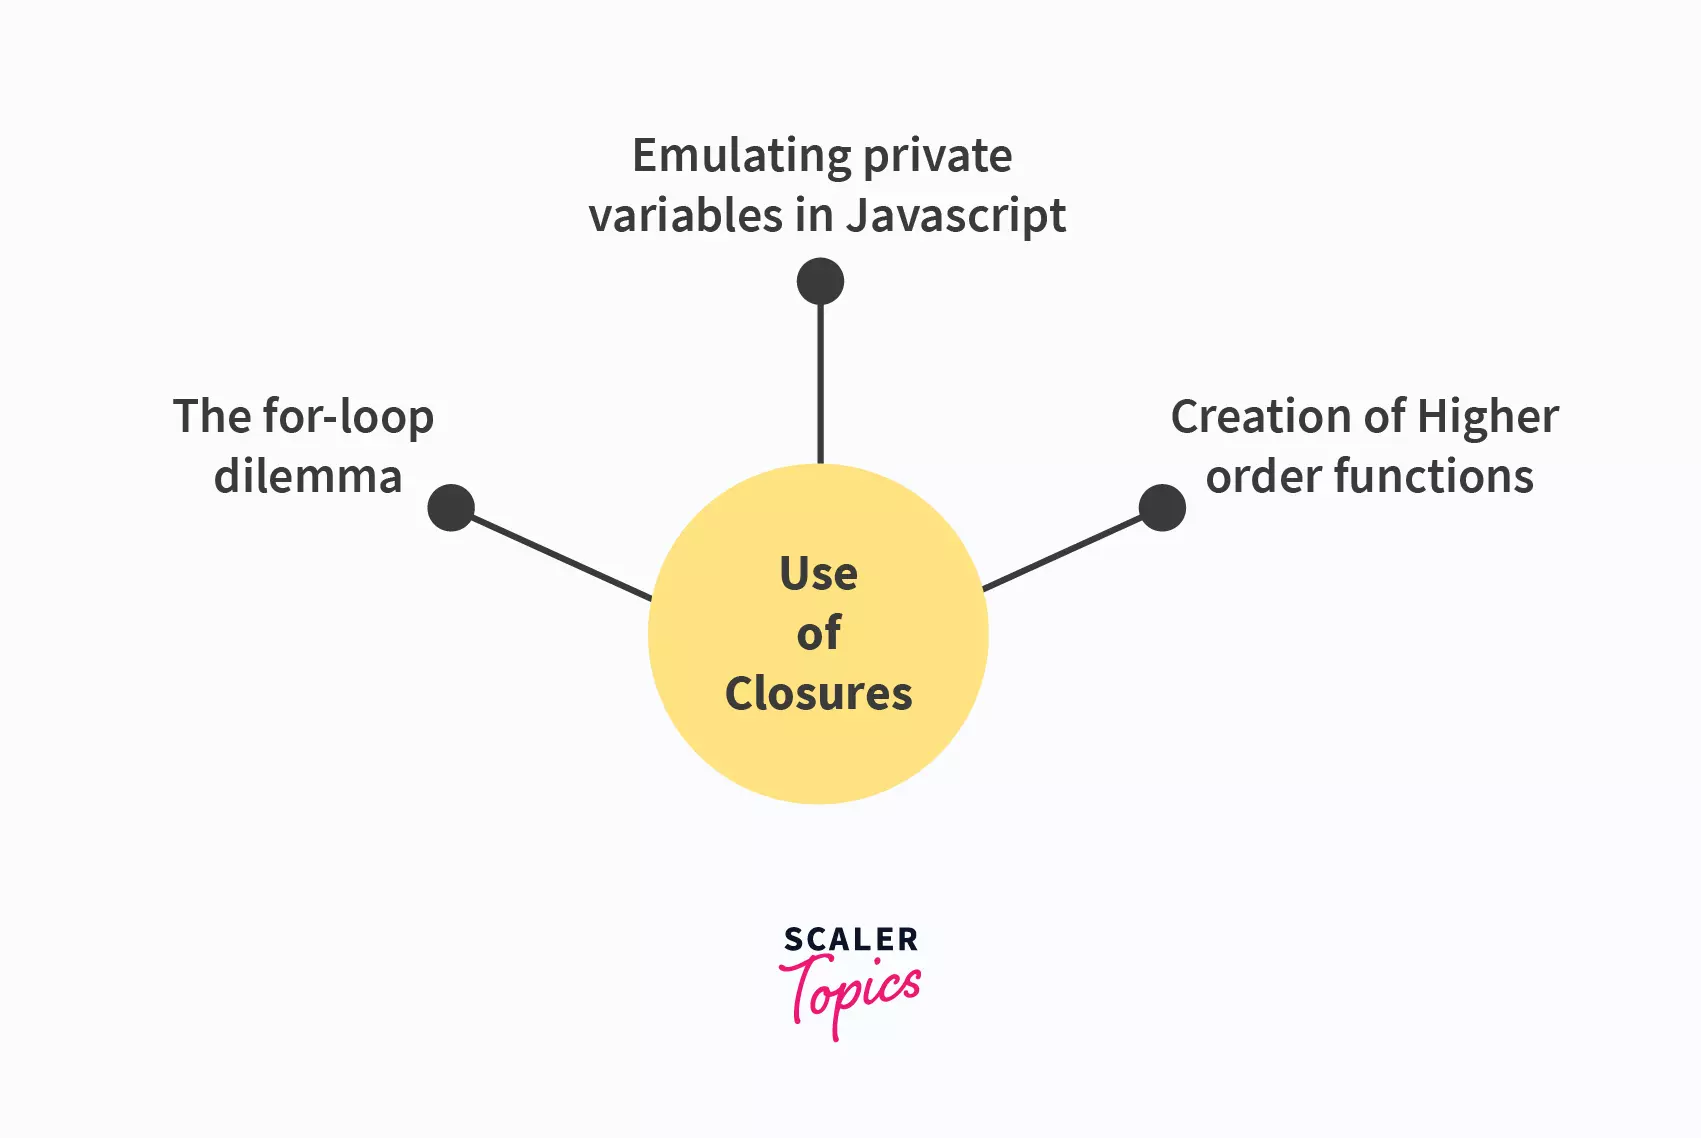 Emulating private
variables in Javascript
The for-loop
dilemma
Creation of Higher
order functions
Use
of
Closures
SCALER
Topics